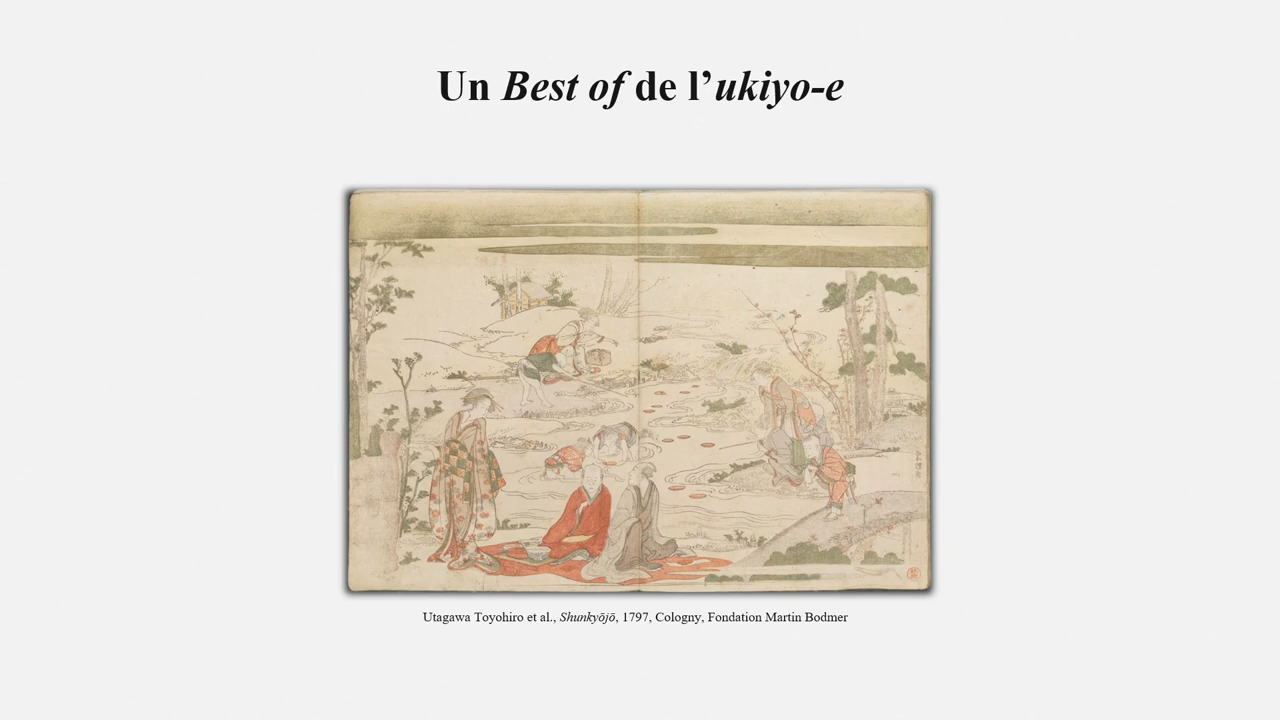 Un Best of de l’ukiyo-e
Utagawa Toyohiro et al., Shunkyōjō, 1797, Cologny, Fondation Martin Bodmer